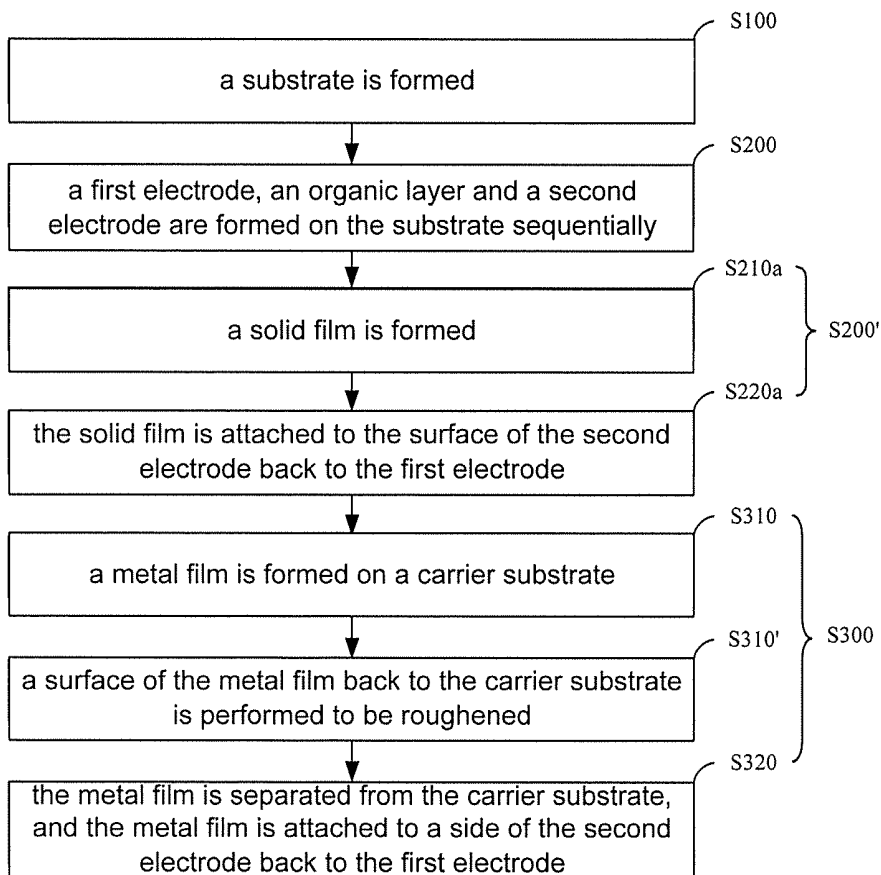 S100
a substrate is formed
S200
a first electrode, an organic layer and a second
electrode are formed on the substrate sequentially
S210a
a solid film is formed
S200'
S220a
the solid film is attached to the surface of the second
electrode back to the first electrode
S310
a metal film is formed on a carrier substrate
S310'
S300
a surface of the metal film back to the carrier substrate
is performed to be roughened
S320
the metal film is separated from the carrier substrate,
and the metal film is attached to a side of the second
electrode back to the first electrode